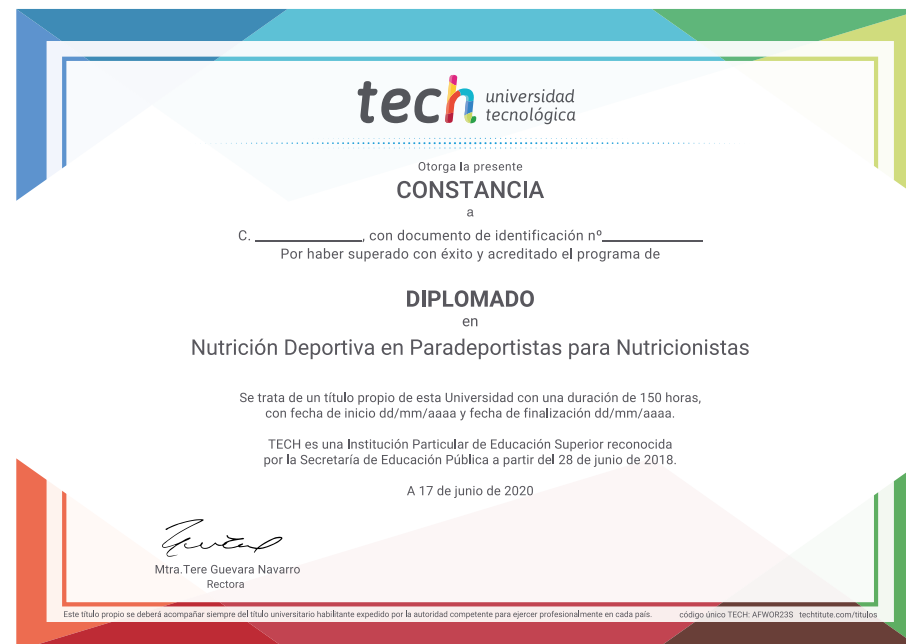 tech universidad
tecnológica
Otorga la presente
CONSTANCIA
a
C. ____________, con documento de identificación nº____________
Por haber superado con éxito y acreditado el programa de
DIPLOMADO
en
Nutrición Deportiva en Paradeportistas para Nutricionistas
Se trata de un título propio de esta Universidad con una duración de 150 horas,
con fecha de inicio dd/mm/aaaa y fecha de finalización dd/mm/aaaa.
TECH es una Institución Particular de Educación Superior reconocida
por la Secretaría de Educación Pública a partir del 28 de junio de 2018.
A 17 de junio de 2020
Mtra.Tere Guevara Navarro
Rectora
Este título propio se deberá acompañar siempre del título universitario habilitante expedido por la autoridad competente para ejercer profesionalmente en cada país. código único TECH: AFWOR23S techtitute.com/titulos